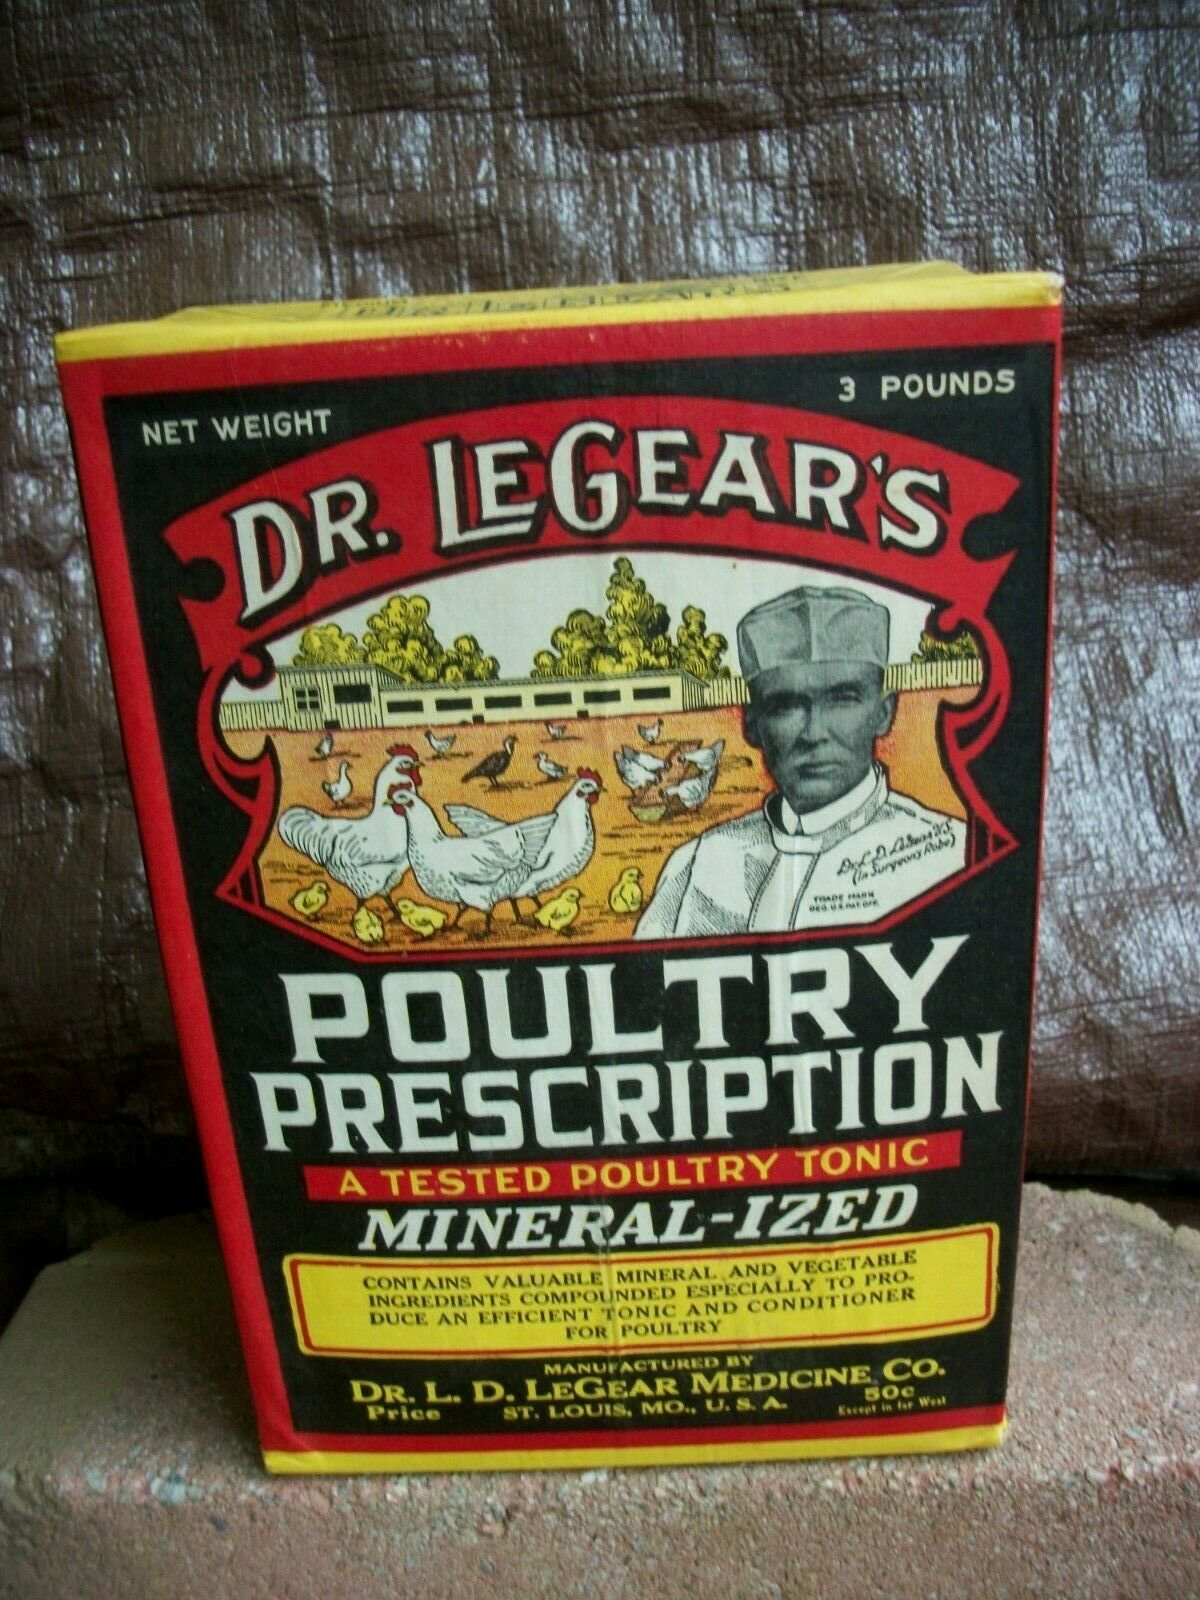 NET WEIGHT
3 POUNDS
DR. LEGEAR'S
Dr. L. D. LeGear V.S.
(In Surgeon's Robe)
TRADE MARK
REG. U.S. PAT. OFF.
POULTRY
PRESCRIPTION
A TESTED POULTRY TONIC
MINERAL-IZED
CONTAINS VALUABLE MINERAL AND VEGETABLE
INGREDIENTS COMPOUNDED ESPECIALLY TO PRO-
DUCE AN EFFICIENT TONIC AND CONDITIONER
FOR POULTRY
MANUFACTURED BY
DR. L. D. LEGEAR MEDICINE CO.
Price ST. LOUIS, MO., U. S. A. 50c
Except in far West